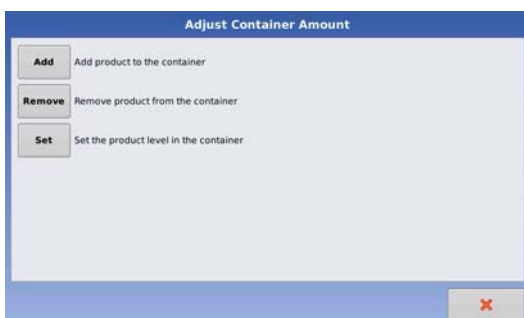 Adjust Container Amount
Add Add product to the container
Remove Remove product from the container
Set Set the product level in the container